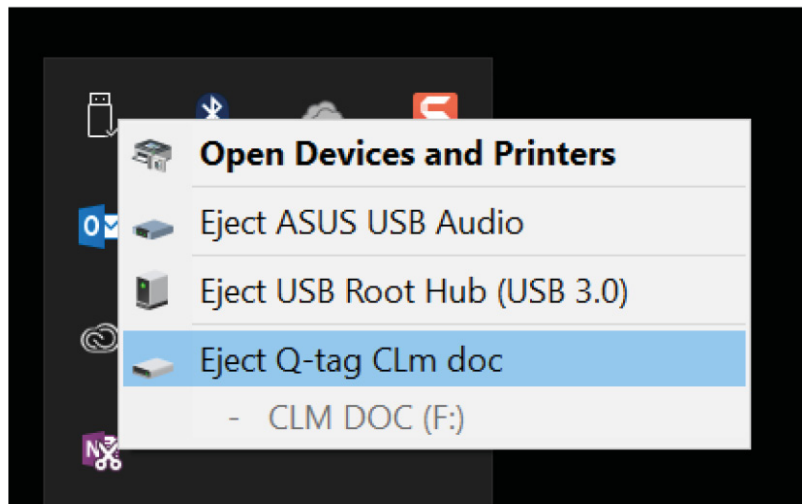 Open Devices and Printers
Eject ASUS USB Audio
Eject USB Root Hub (USB 3.0)
Eject Q-tag CLm doc
- CLM DOC (F:)